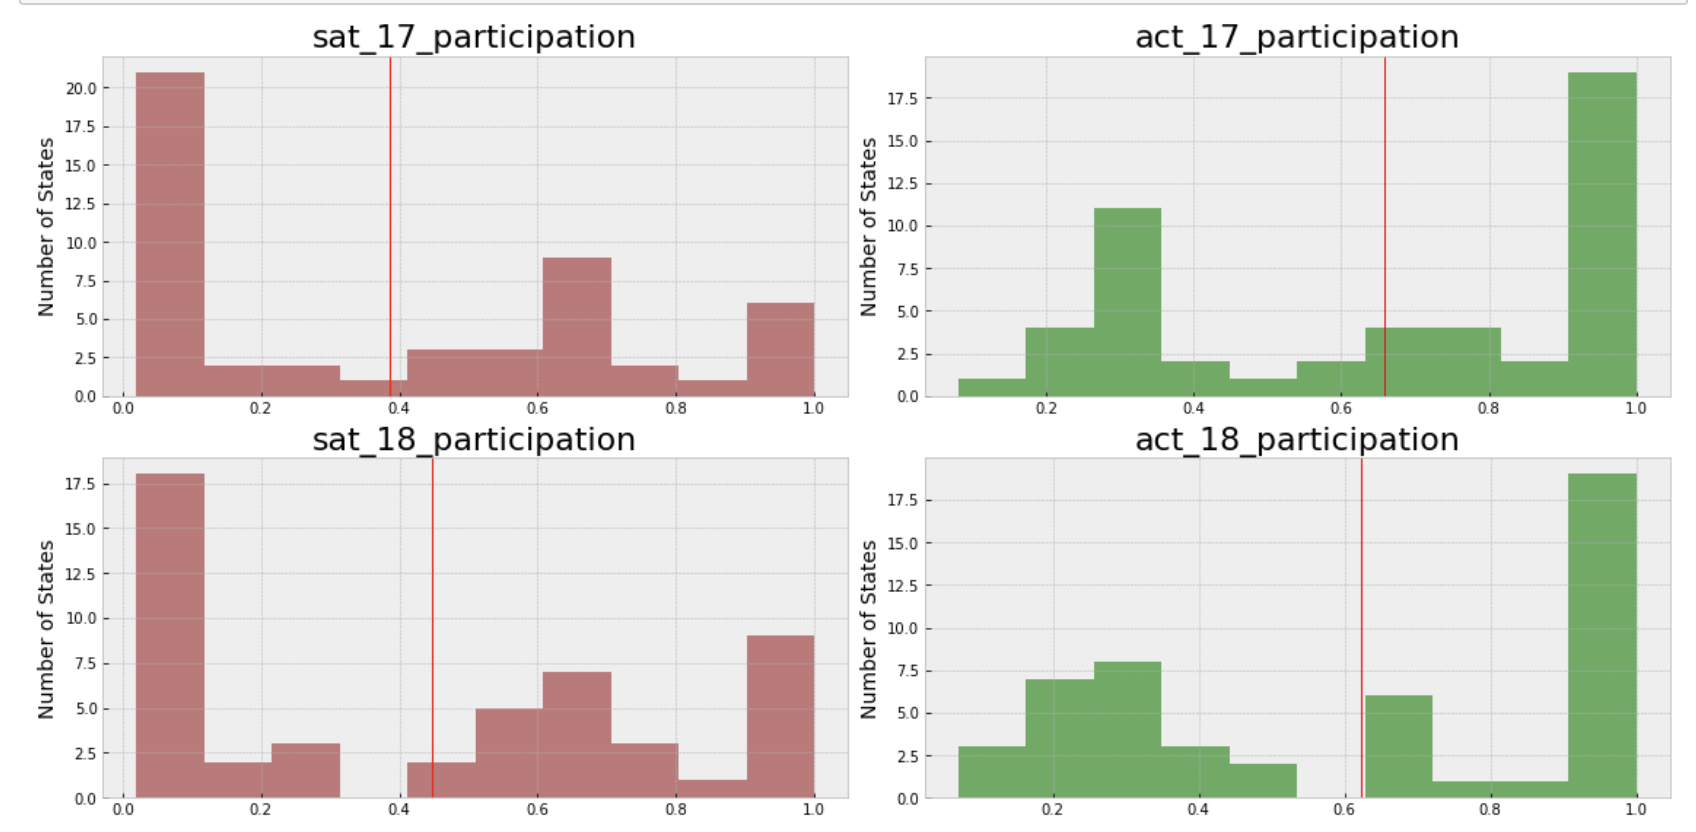 sat_17_participation
act_17_participation
Number of States
20.0
17.5
15.0
12.5
10.0
7.5
5.0
2.5
0.0
0.0 0.2 0.4 0.6 0.8 1.0
Number of States
17.5
15.0
12.5
10.0
7.5
5.0
2.5
0.0
0.2 0.4 0.6 0.8 1.0
sat_18_participation
act_18_participation
Number of States
17.5
15.0
12.5
10.0
7.5
5.0
2.5
0.0
0.0 0.2 0.4 0.6 0.8 1.0
Number of States
17.5
15.0
12.5
10.0
7.5
5.0
2.5
0.0
0.2 0.4 0.6 0.8 1.0